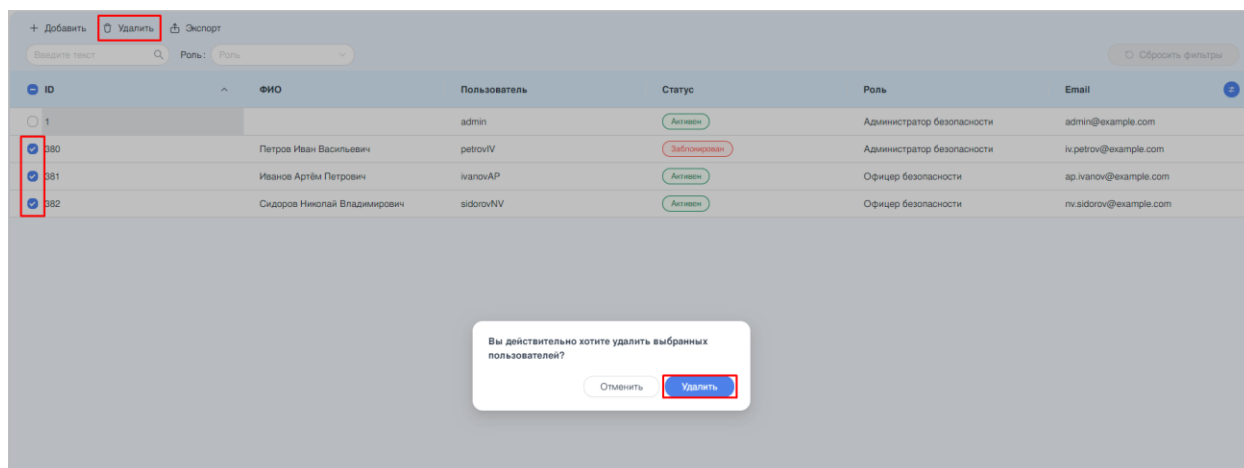 + Добавить Удалить Экспорт
Введите текст Роль: Роль Сбросить фильтры
ID ФИО Пользователь Статус Роль Email
1 admin Активен Администратор безопасности admin@example.com
380 Петров Иван Васильевич petrovIV Заблокирован Администратор безопасности iv.petrov@example.com
381 Иванов Артём Петрович ivanovAP Активен Офицер безопасности ap.ivanov@example.com
382 Сидоров Николай Владимирович sidorovNV Активен Офицер безопасности nv.sidorov@example.com
Вы действительно хотите удалить выбранных
пользователей?
Отменить Удалить